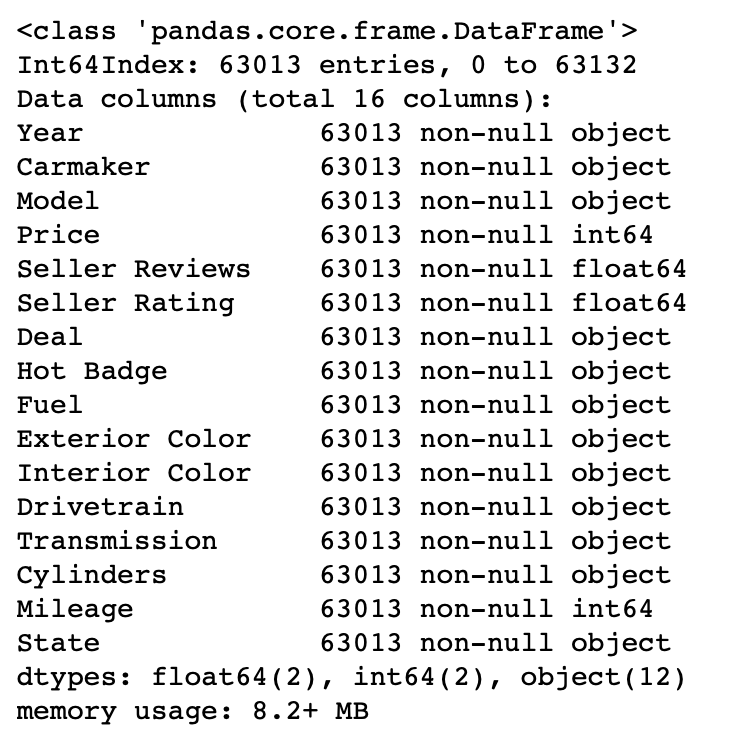 <class 'pandas.core.frame.DataFrame'>
Int64Index: 63013 entries, 0 to 63132
Data columns (total 16 columns):
Year              63013 non-null object
Carmaker          63013 non-null object
Model             63013 non-null object
Price             63013 non-null int64
Seller Reviews    63013 non-null float64
Seller Rating     63013 non-null float64
Deal              63013 non-null object
Hot Badge         63013 non-null object
Fuel              63013 non-null object
Exterior Color    63013 non-null object
Interior Color    63013 non-null object
Drivetrain        63013 non-null object
Transmission      63013 non-null object
Cylinders         63013 non-null object
Mileage           63013 non-null int64
State             63013 non-null object
dtypes: float64(2), int64(2), object(12)
memory usage: 8.2+ MB